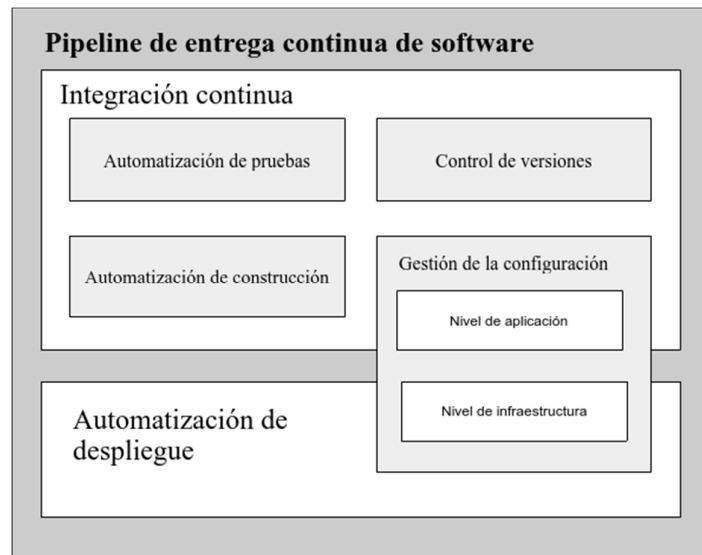 Pipeline de entrega continua de software
Integración continua
Automatización de pruebas
Control de versiones
Automatización de construcción
Gestión de la configuración
Nivel de aplicación
Nivel de infraestructura
Automatización de
despliegue